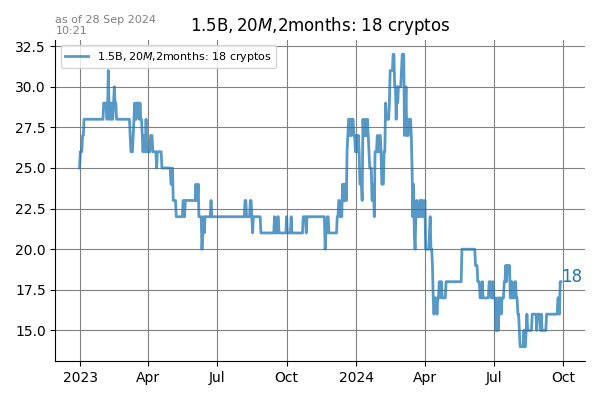 as of 28 Sep 2024
10:21
1.5B, 20M,2months: 18 cryptos
1.5B, 20M,2months: 18 cryptos
32.5
30.0
27.5
25.0
22.5
20.0
17.5
15.0
18
2023
Apr
Jul
Oct
2024
Apr
Jul
Oct